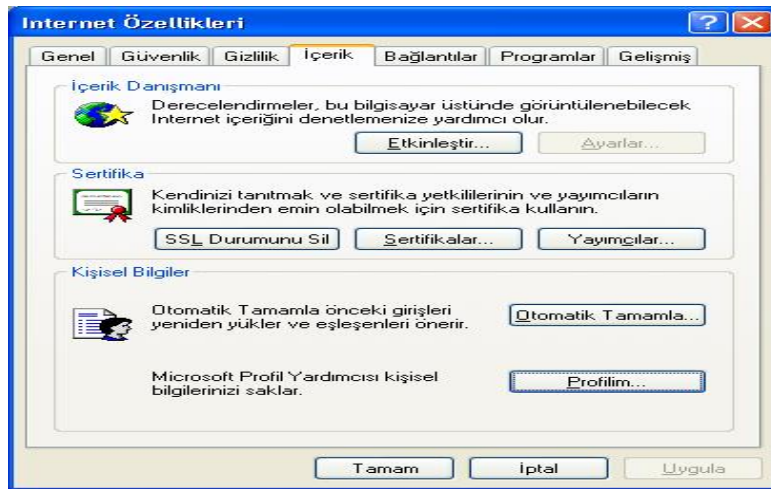 Internet Özellikleri
Genel Güvenlik Gizlilik İçerik Bağlantılar Programlar Gelişmiş
İçerik Danışmanı
Derecelendirmeler, bu bilgisayar üstünde görüntülenebilecek
Internet içeriğini denetlemenize yardımcı olur.
Etkinleştir... Ayarlar...
Sertifika
Kendinizi tanıtmak ve sertifika yetkililerinin ve yayımcıların
kimliklerinden emin olabilmek için sertifika kullanın.
SSL Durumunu Sil Sertifikalar... Yayımcılar...
Kişisel Bilgiler
Otomatik Tamamla önceki girişleri
yeniden yükler ve eşleşenleri önerir.
Otomatik Tamamla...
Microsoft Profil Yardımcısı kişisel
bilgilerinizi saklar.
Profilim...
Tamam İptal Uygula